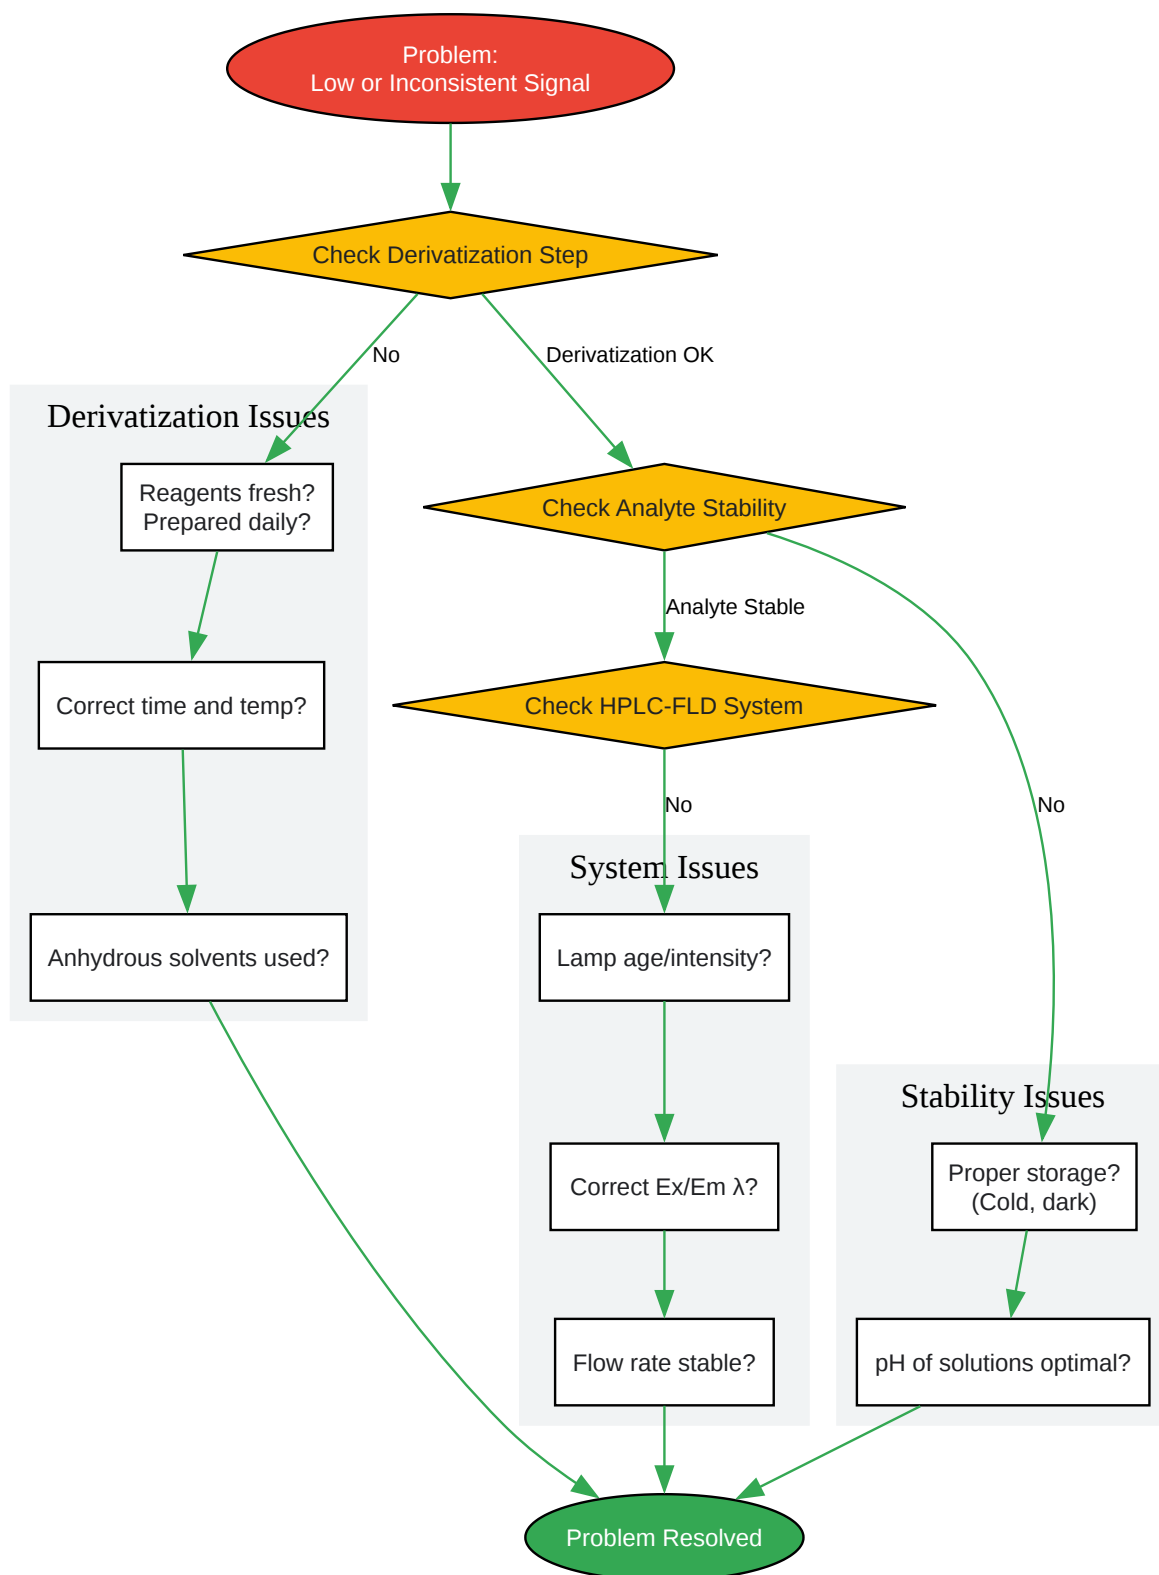 Problem:
Low or Inconsistent Signal
Check Derivatization Step
No
Derivatization OK
Derivatization Issues
Reagents fresh?
Prepared daily?
Check Analyte Stability
Analyte Stable
Correct time and temp?
Check HPLC-FLD System
No
No
System Issues
Anhydrous solvents used?
Lamp age/intensity?
Stability Issues
Correct Ex/Em λ?
Proper storage?
(Cold, dark)
Flow rate stable?
pH of solutions optimal?
Problem Resolved